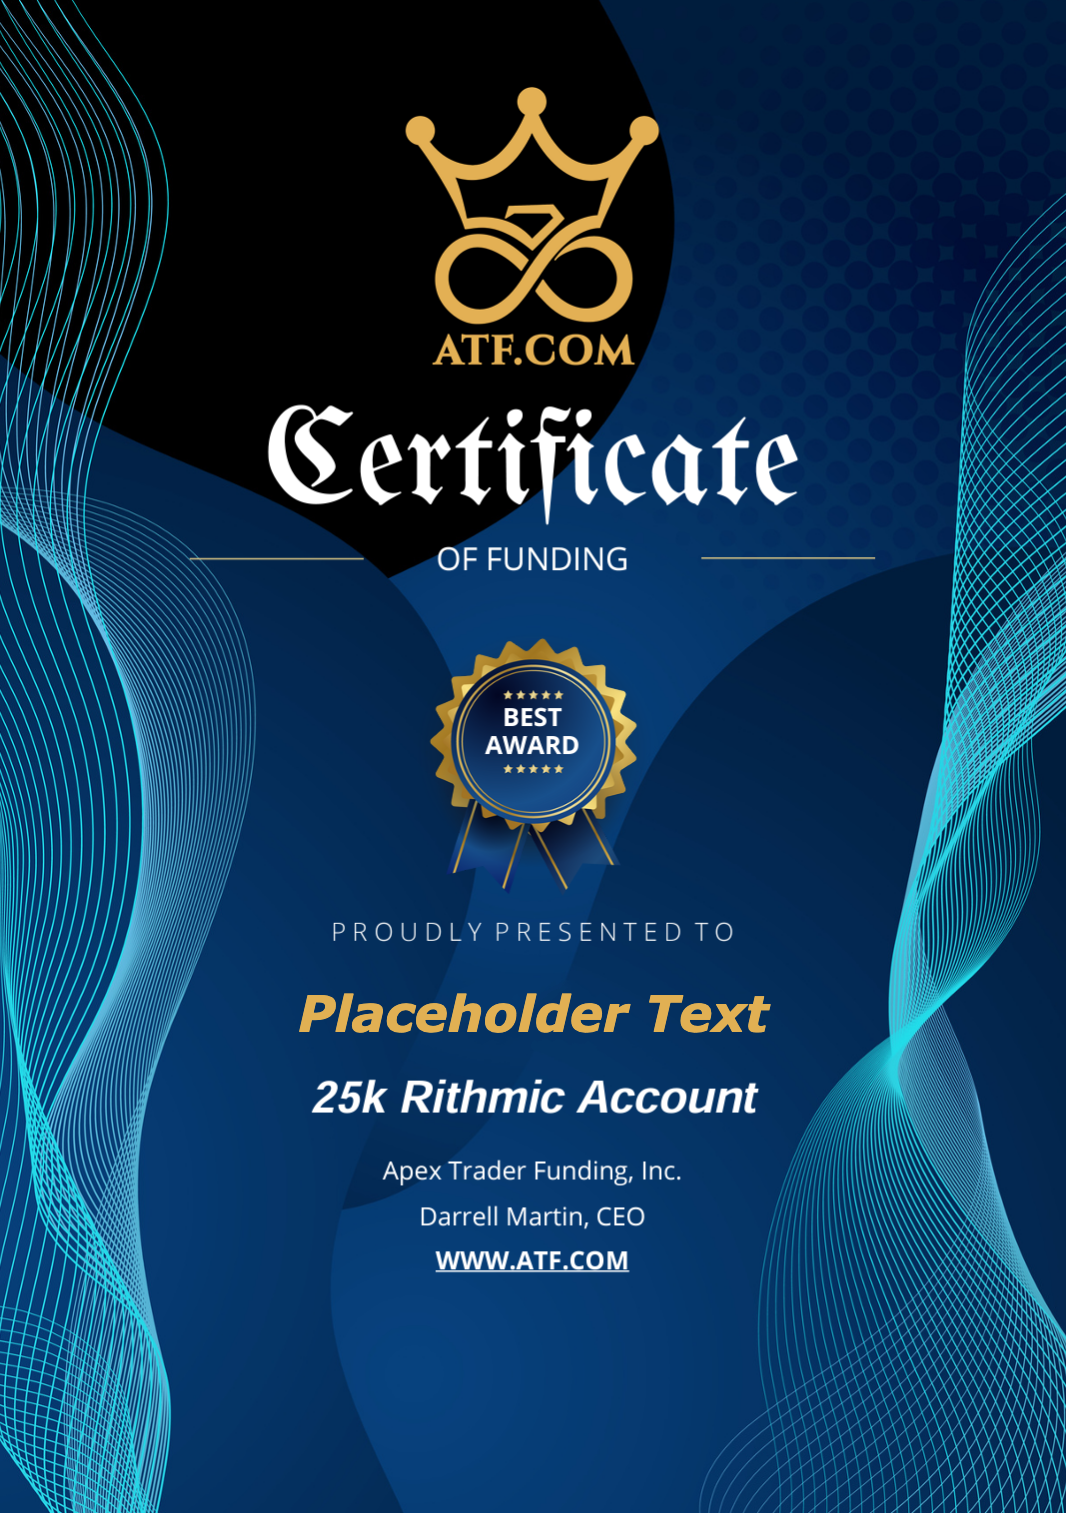 ATF.COM
Certificate
OF FUNDING
BEST
AWARD
PROUDLY PRESENTED TO
Placeholder Text
25k Rithmic Account
Apex Trader Funding, Inc.
Darrell Martin, CEO
WWW.ATF.COM